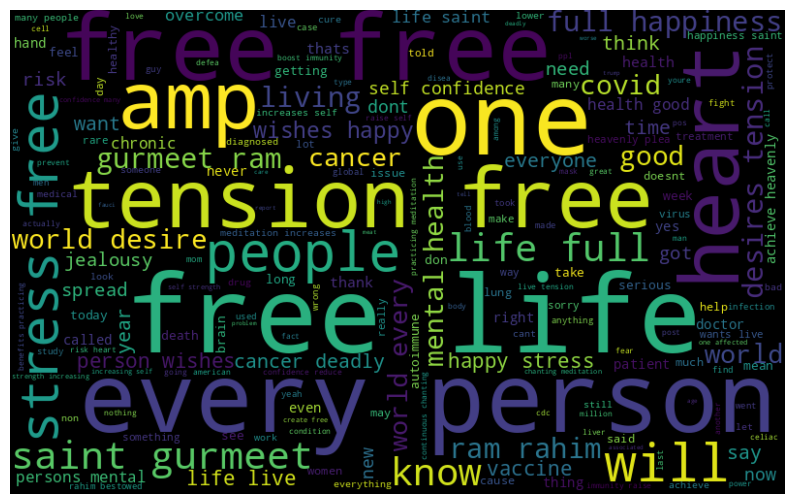 many people love overcome live life saint lower full happiness happiness saint
cell case cure deadly
hand feel healthy guy free free boost immunity told think need health
thats getting defea ppl worse trump youre
risk day amp living self confidence covid many protect
increases self dont one health good fight call
want rare type wishes happy disea time pos
give chronic raise self heavenly plea treatment
stress free gurmeet ram never cancer everyone good heart desires tension achieve heavenly
diagnosed lot among doesnt
prevent someone global issue use mask great week
men medical tension free virus
actually fauci care high tail took made yes man
world desire meditation increases report meat practicing meditation health make got bad
jealousy look mom people don life full
spread drug long wrong blood way take serious
today self strength thank lung sorry help infection
called used really live tension right cant anything doctor
year death brain free life body post world
benefits practicing study fact problem mental autoimmune fear wants live one affected
person wishes cancer deadly world every happy stress patient much mean find
risk heart
strength increasing increasing self going american confidence reduce chanting meditation
non nothing yeah every person still cdc age
even create free may continuous chanting million vaccine let celiac
something see work condition ram rahim said liver
saint gurmeet women know vaccine will say
persons mental life live new cause thing last now
rahim bestowed everything achieve power